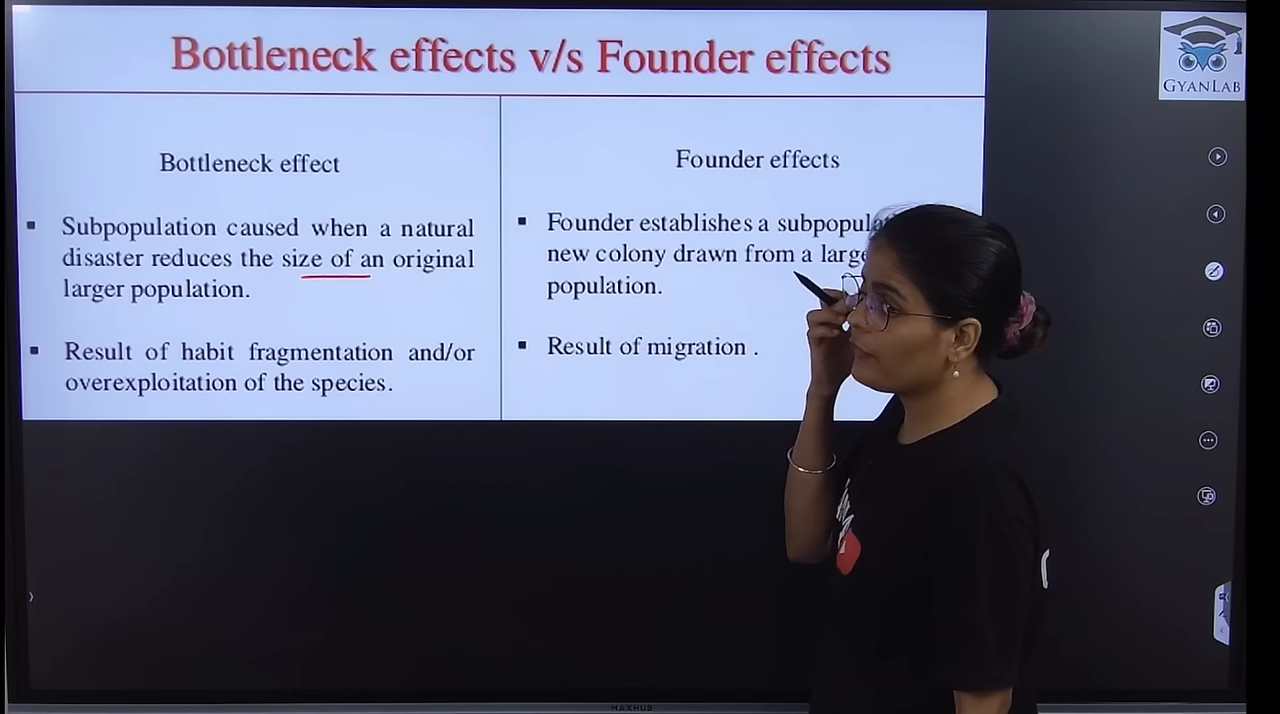 Bottleneck effects v/s Founder effects
GYANLAB
Bottleneck effect
▪ Subpopulation caused when a natural
disaster reduces the size of an original
larger population.
▪ Result of habit fragmentation and/or
overexploitation of the species.
Founder effects
▪ Founder establishes a
new colony drawn from a
population.
▪ Result of migration .
MAXHUB